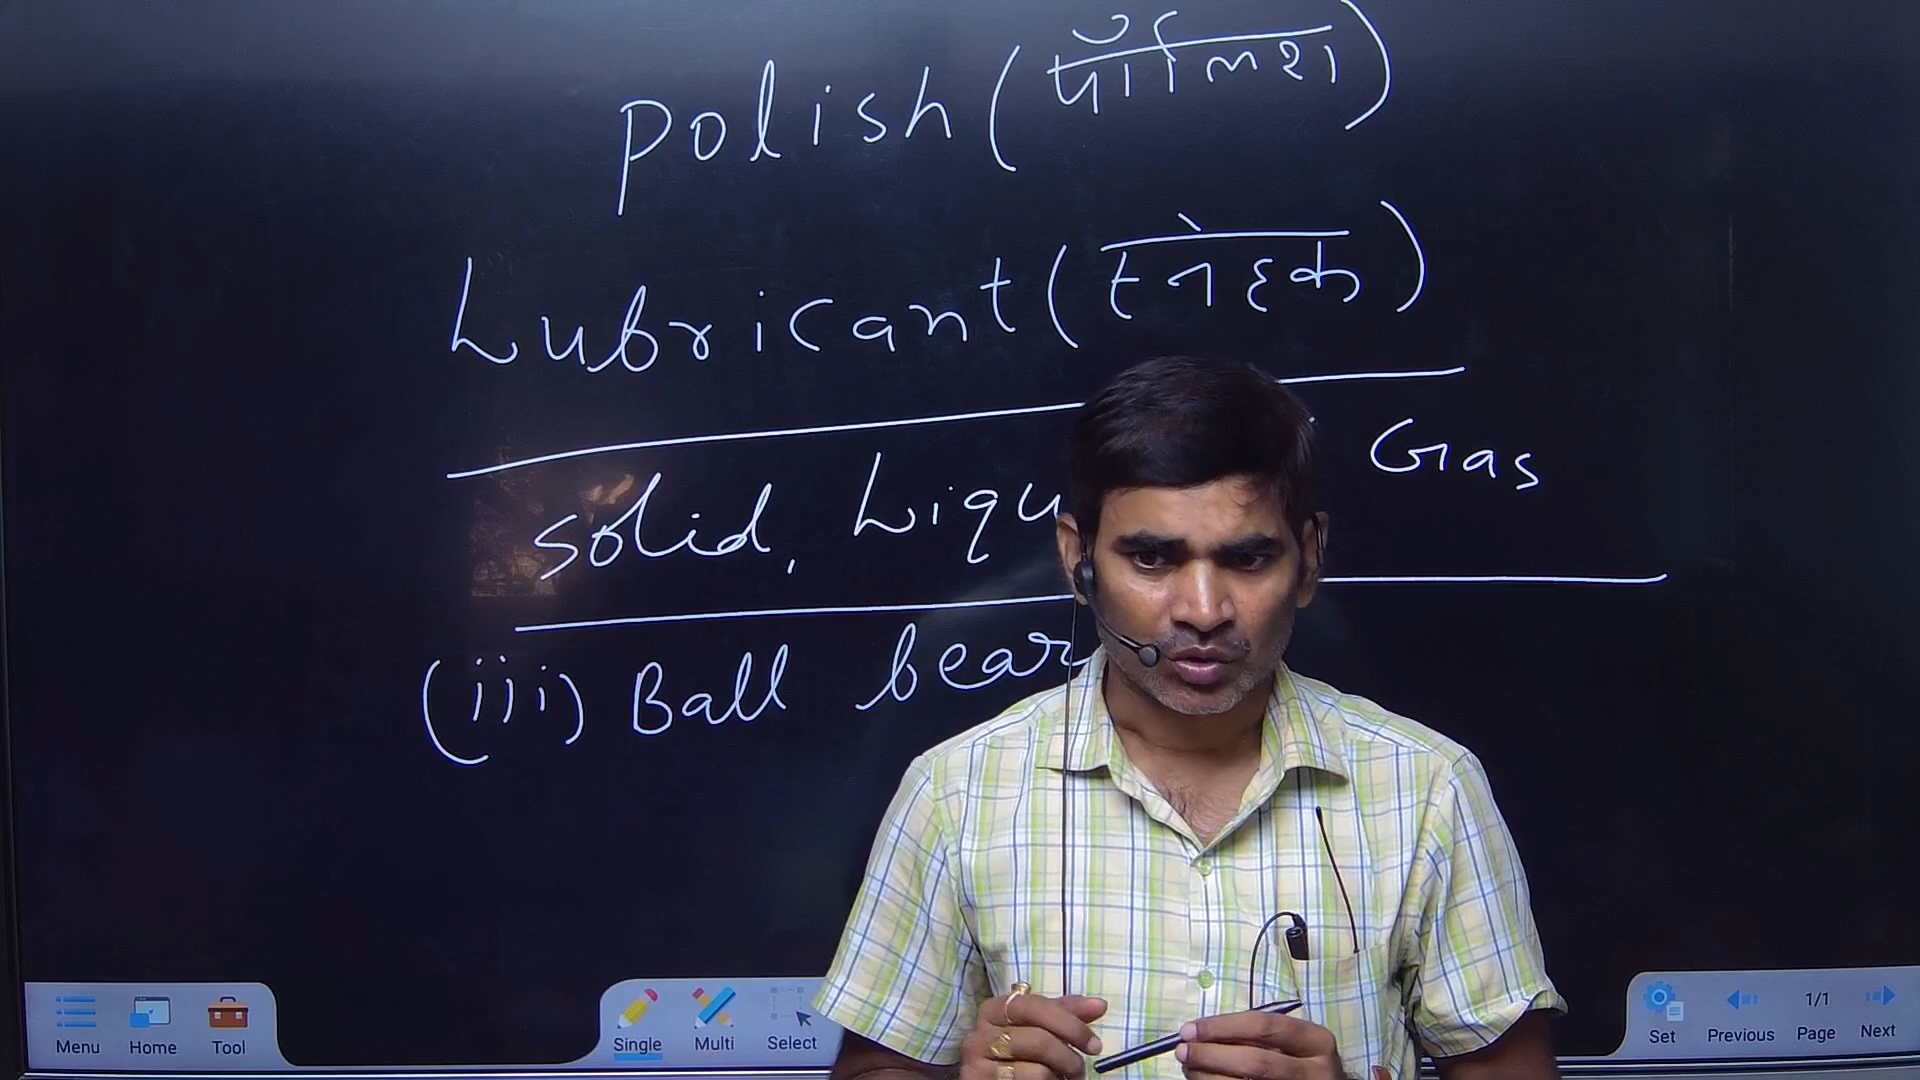 Polish (पॉलिश)
Lubricant (स्नेहक)
Solid, Liqu Gas
(iii) Ball bear
Menu Home Tool Single Multi Select Set Previous 1/1 Page Next